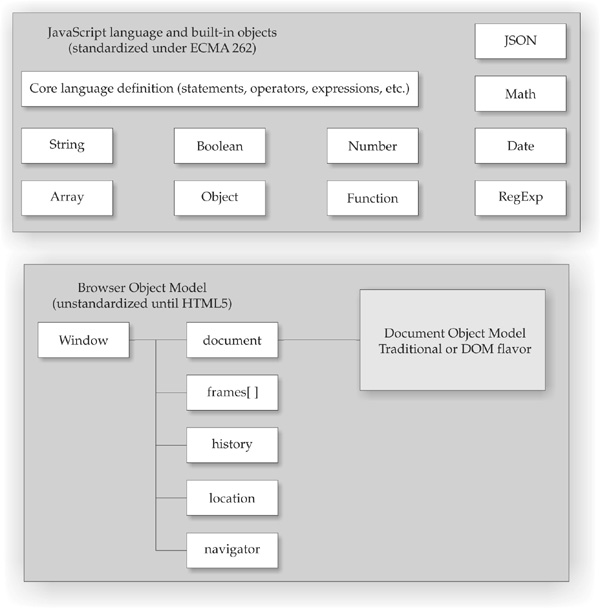 JavaScript language and built-in objects
(standardized under ECMA 262)
JSON
Core language definition (statements, operators, expressions, etc.)
Math
String
Boolean
Number
Date
Array
Object
Function
RegExp
Browser Object Model
(unstandardized until HTML5)
Window
document
Document Object Model
Traditional or DOM flavor
frames[ ]
history
location
navigator